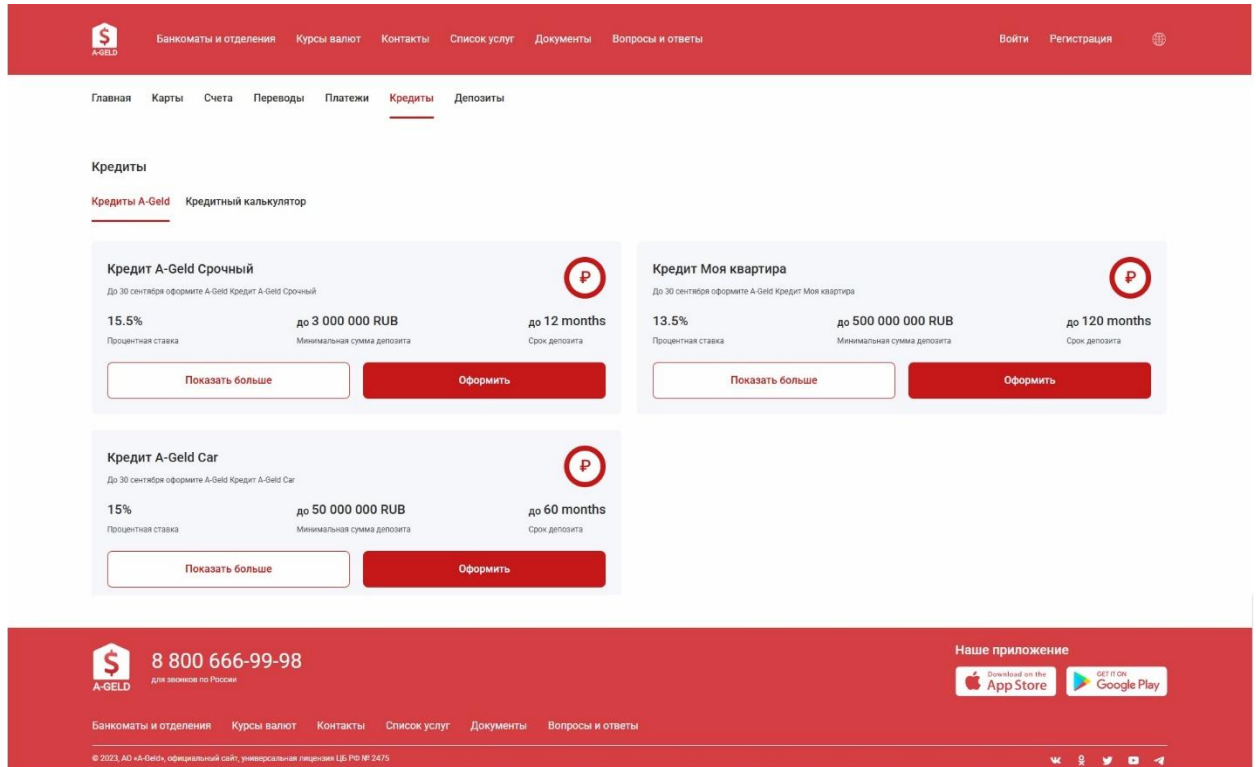 $
A-GELD
Банкоматы и отделения Курсы валют Контакты Список услуг Документы Вопросы и ответы Войти Регистрация
Главная Карты Счета Переводы Платежи Кредиты Депозиты
Кредиты
Кредиты A-Geld Кредитный калькулятор
Кредит A-Geld Срочный
₽
До 30 сентября оформите A-Geld Кредит A-Geld Срочный
15.5% до 3 000 000 RUB до 12 months
Процентная ставка Минимальная сумма депозита Срок депозита
Показать больше Оформить
Кредит Моя квартира
₽
До 30 сентября оформите A-Geld Кредит Моя квартира
13.5% до 500 000 000 RUB до 120 months
Процентная ставка Минимальная сумма депозита Срок депозита
Показать больше Оформить
Кредит A-Geld Car
₽
До 30 сентября оформите A-Geld Кредит A-Geld Car
15% до 50 000 000 RUB до 60 months
Процентная ставка Минимальная сумма депозита Срок депозита
Показать больше Оформить
$
A-GELD
8 800 666-99-98
для звонков по России
Наше приложение
Download on the
App Store
GET IT ON
Google Play
Банкоматы и отделения Курсы валют Контакты Список услуг Документы Вопросы и ответы
© 2023, АО «A-Geld», официальный сайт, универсальная лицензия ЦБ РФ № 2475